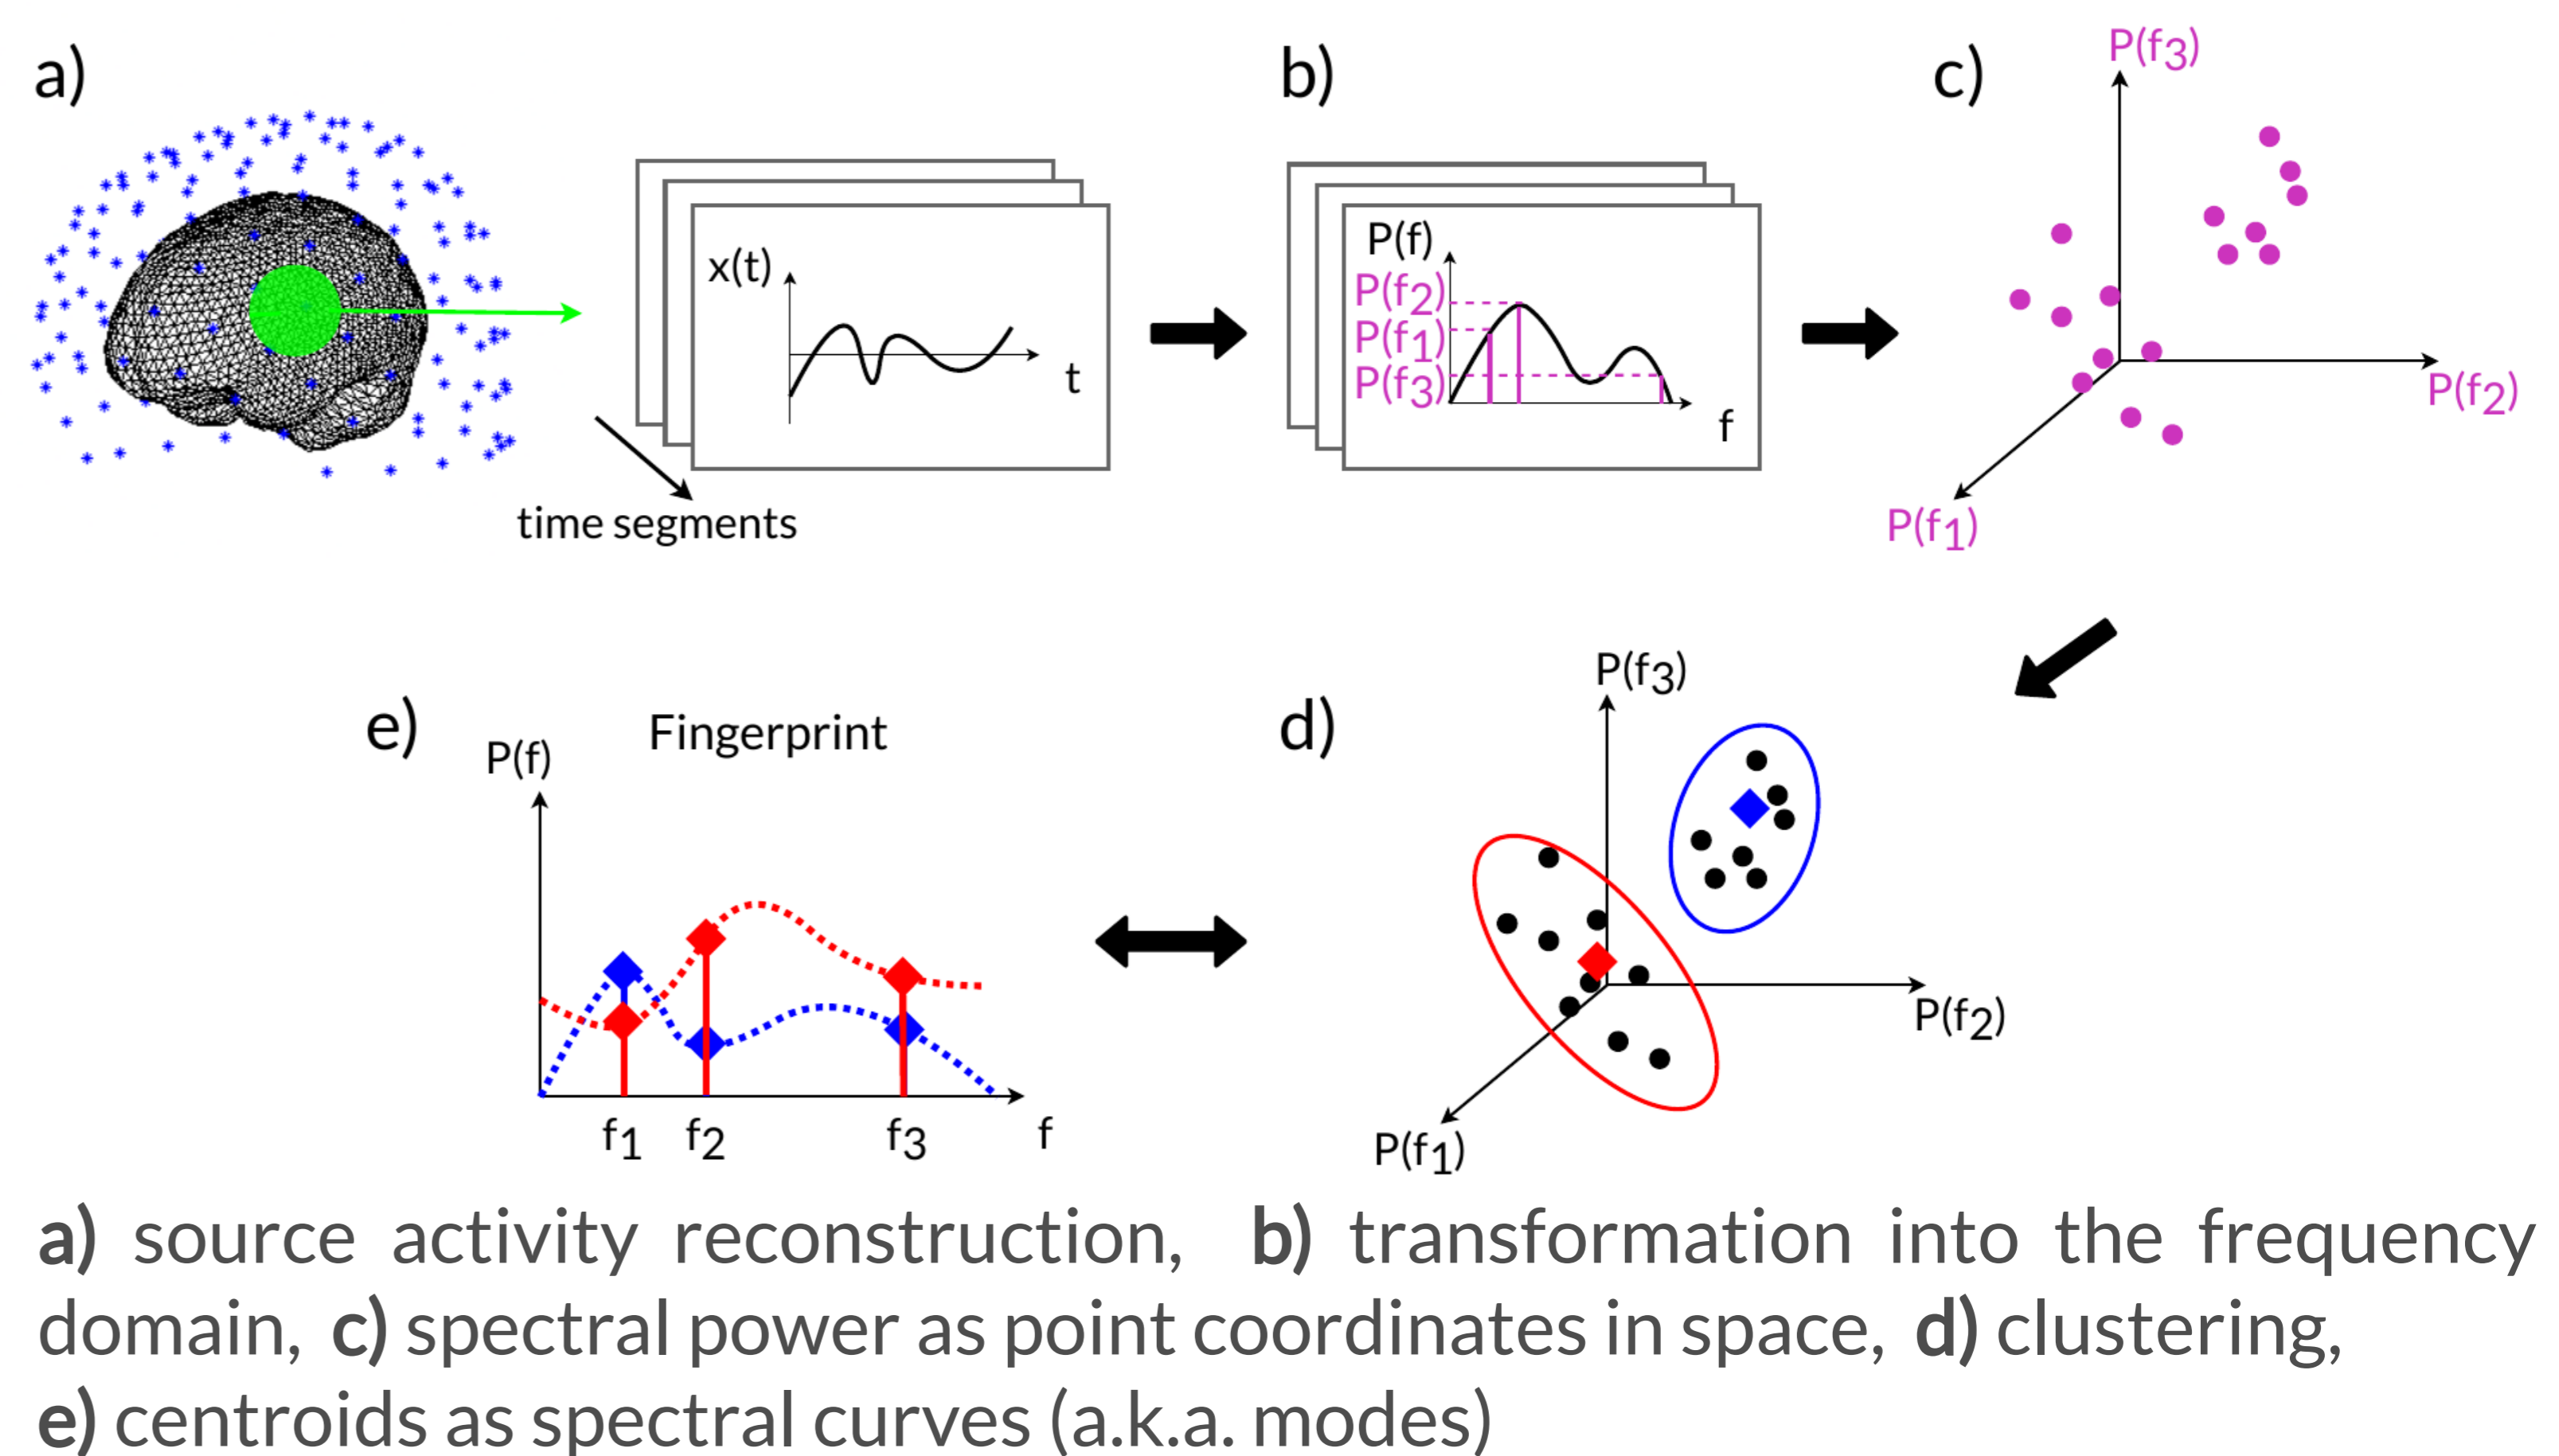 a)
x(t)
t
time segments
b)
P(f)
P(f2)
P(f1)
P(f3)
f
c)
P(f3)
P(f2)
P(f1)
e)
Fingerprint
P(f)
f1 f2 f3 f
d)
P(f3)
P(f2)
P(f1)
a) source activity reconstruction, b) transformation into the frequency
domain, c) spectral power as point coordinates in space, d) clustering,
e) centroids as spectral curves (a.k.a. modes)